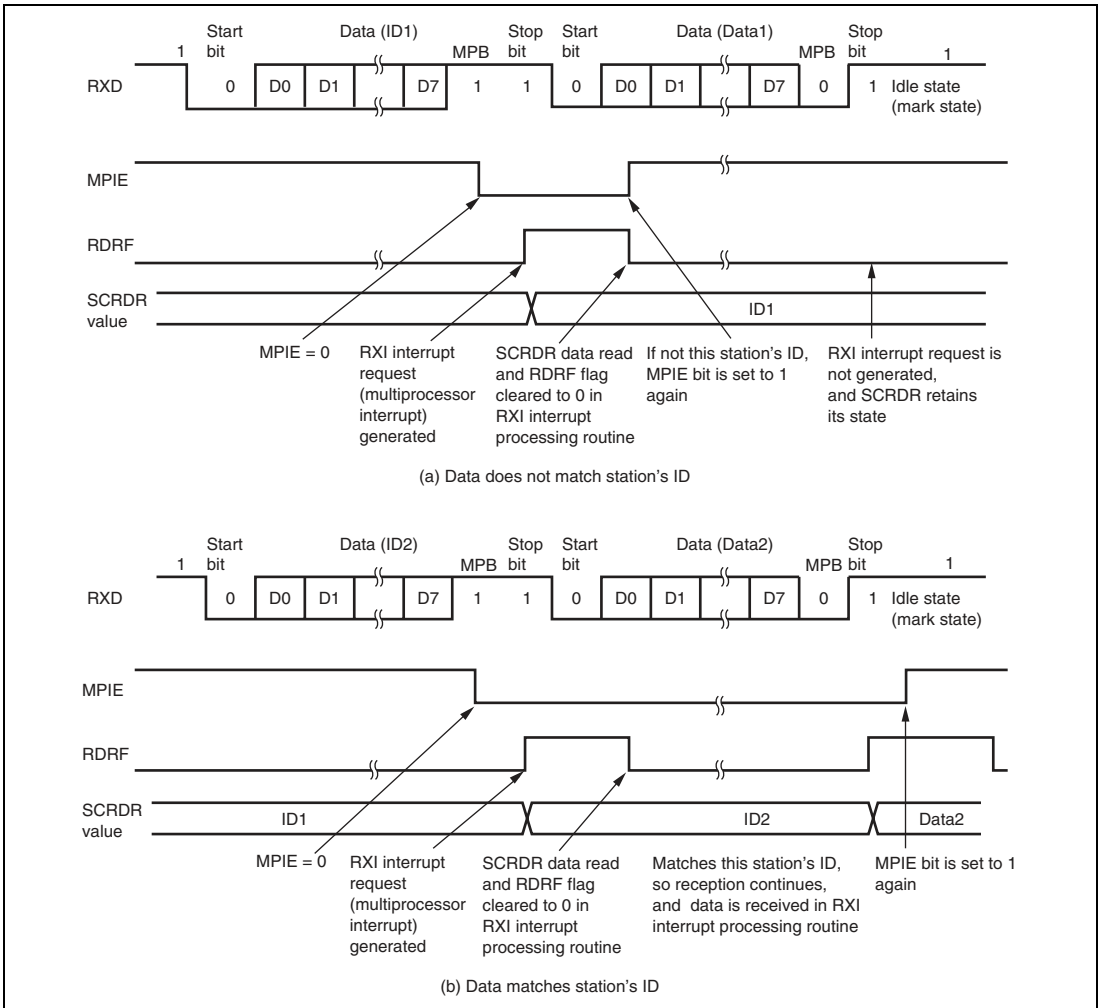 Start
bit
Data (ID1)
Stop
bit
Start
bit
Data (Data1)
Stop
bit
1
MPB
MPB
1
RXD
0
D0
D1
D7
1
1
0
D0
D1
D7
0
1
Idle state
(mark state)
MPIE
RDRF
SCRDR
value
ID1
MPIE = 0
RXI interrupt
request
(multiprocessor
interrupt)
generated
SCRDR data read
and RDRF flag
cleared to 0 in
RXI interrupt
processing routine
If not this station's ID,
MPIE bit is set to 1
again
RXI interrupt request is
not generated,
and SCRDR retains
its state
(a) Data does not match station's ID
Start
bit
Data (ID2)
Stop
bit
Start
bit
Data (Data2)
Stop
bit
1
MPB
MPB
1
RXD
0
D0
D1
D7
1
1
0
D0
D1
D7
0
1
Idle state
(mark state)
MPIE
RDRF
SCRDR
value
ID1
ID2
Data2
MPIE = 0
RXI interrupt
request
(multiprocessor
interrupt)
generated
SCRDR data read
and RDRF flag
cleared to 0 in
RXI interrupt
processing routine
Matches this station's ID,
so reception continues,
and data is received in RXI
interrupt processing routine
MPIE bit is set to 1
again
(b) Data matches station's ID